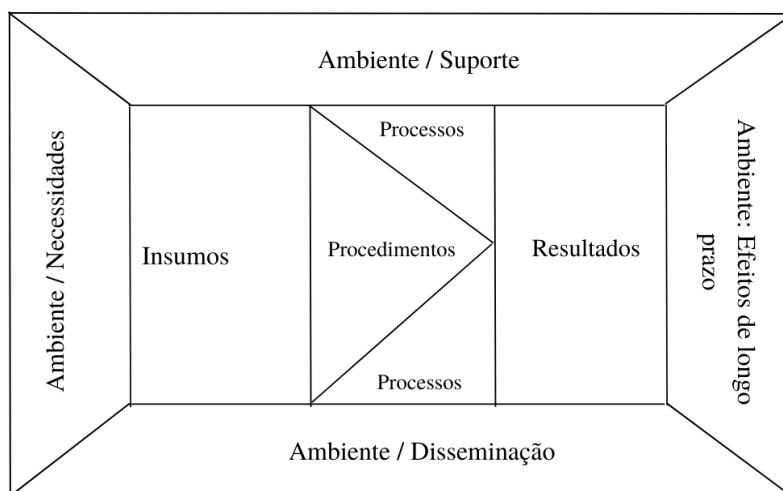 Ambiente / Suporte
Processos
Ambiente / Necessidades
Insumos
Procedimentos
Resultados
Ambiente: Efeitos de longo
prazo
Processos
Ambiente / Disseminação